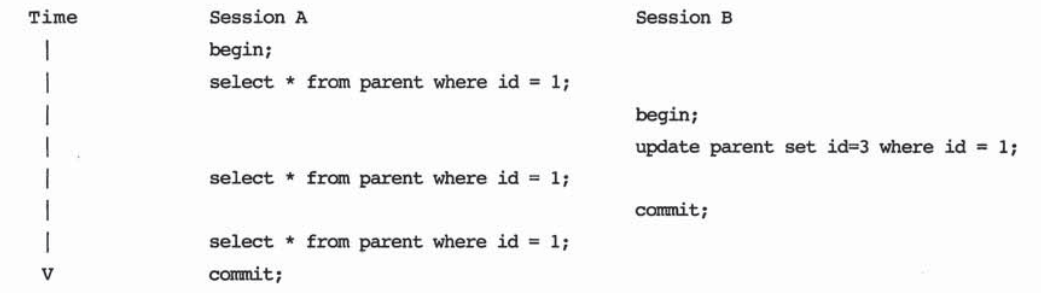 Time Session A Session B
| begin;
| select * from parent where id = 1;
| begin;
| update parent set id=3 where id = 1;
| select * from parent where id = 1;
| commit;
| select * from parent where id = 1;
V commit;